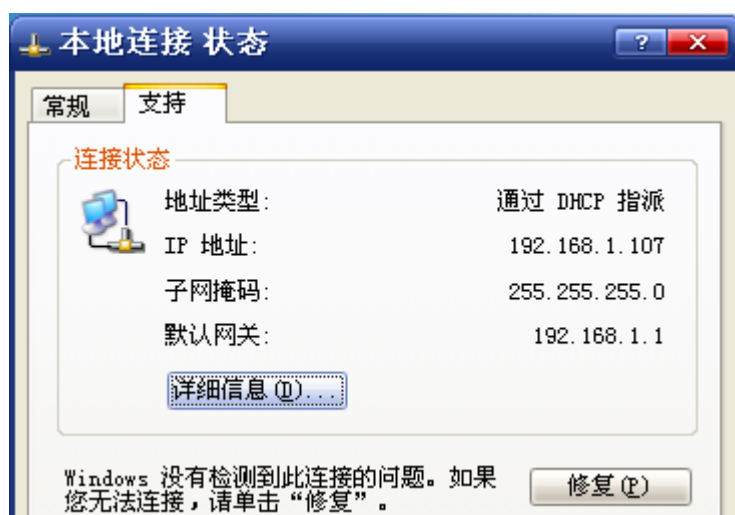 本地连接 状态
?
常规
支持
连接状态
地址类型: 通过 DHCP 指派
IP 地址: 192.168.1.107
子网掩码: 255.255.255.0
默认网关: 192.168.1.1
详细信息(D)...
Windows 没有检测到此连接的问题。如果
您无法连接，请单击“修复”。
修复(P)